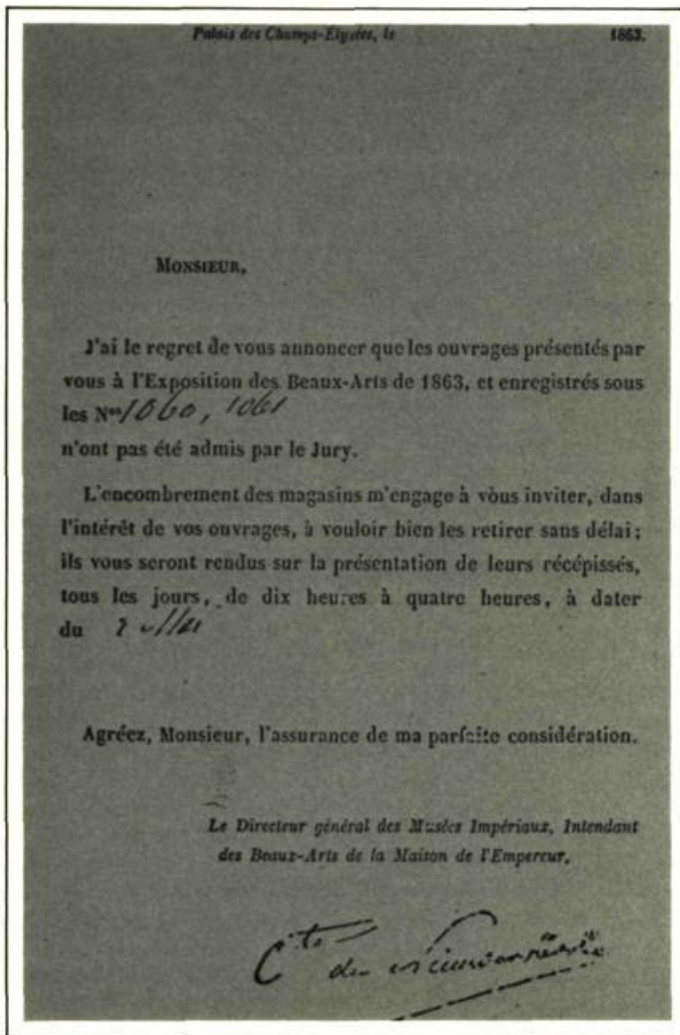 Palais des Champs-Élysées, le 1863.
MONSIEUR,
J'ai le regret de vous annoncer que les ouvrages présentés par
vous à l'Exposition des Beaux-Arts de 1863, et enregistrés sous
les Nos 1060, 1061
n'ont pas été admis par le Jury.
L'encombrement des magasins m'engage à vous inviter, dans
l'intérêt de vos ouvrages, à vouloir bien les retirer sans délai;
ils vous seront rendus sur la présentation de leurs récépissés,
tous les jours, de dix heures à quatre heures, à dater
du
Agréez, Monsieur, l'assurance de ma parfaite considération.
Le Directeur général des Musées Impériaux, Intendant
des Beaux-Arts de la Maison de l'Empereur,
Cte de Nieuwerkerke